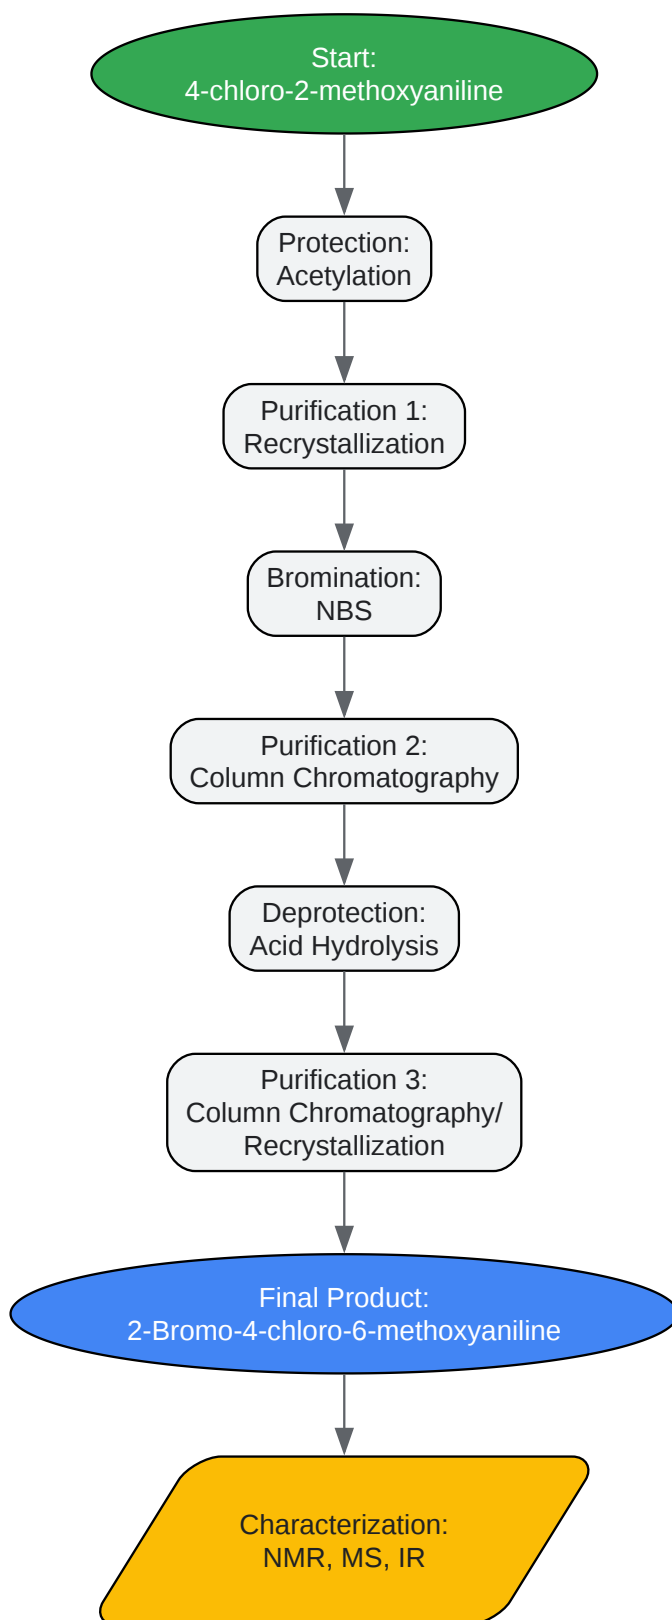 Start:
4-chloro-2-methoxyaniline
Protection:
Acetylation
Purification 1:
Recrystallization
Bromination:
NBS
Purification 2:
Column Chromatography
Deprotection:
Acid Hydrolysis
Purification 3:
Column Chromatography/
Recrystallization
Final Product:
2-Bromo-4-chloro-6-methoxyaniline
Characterization:
NMR, MS, IR